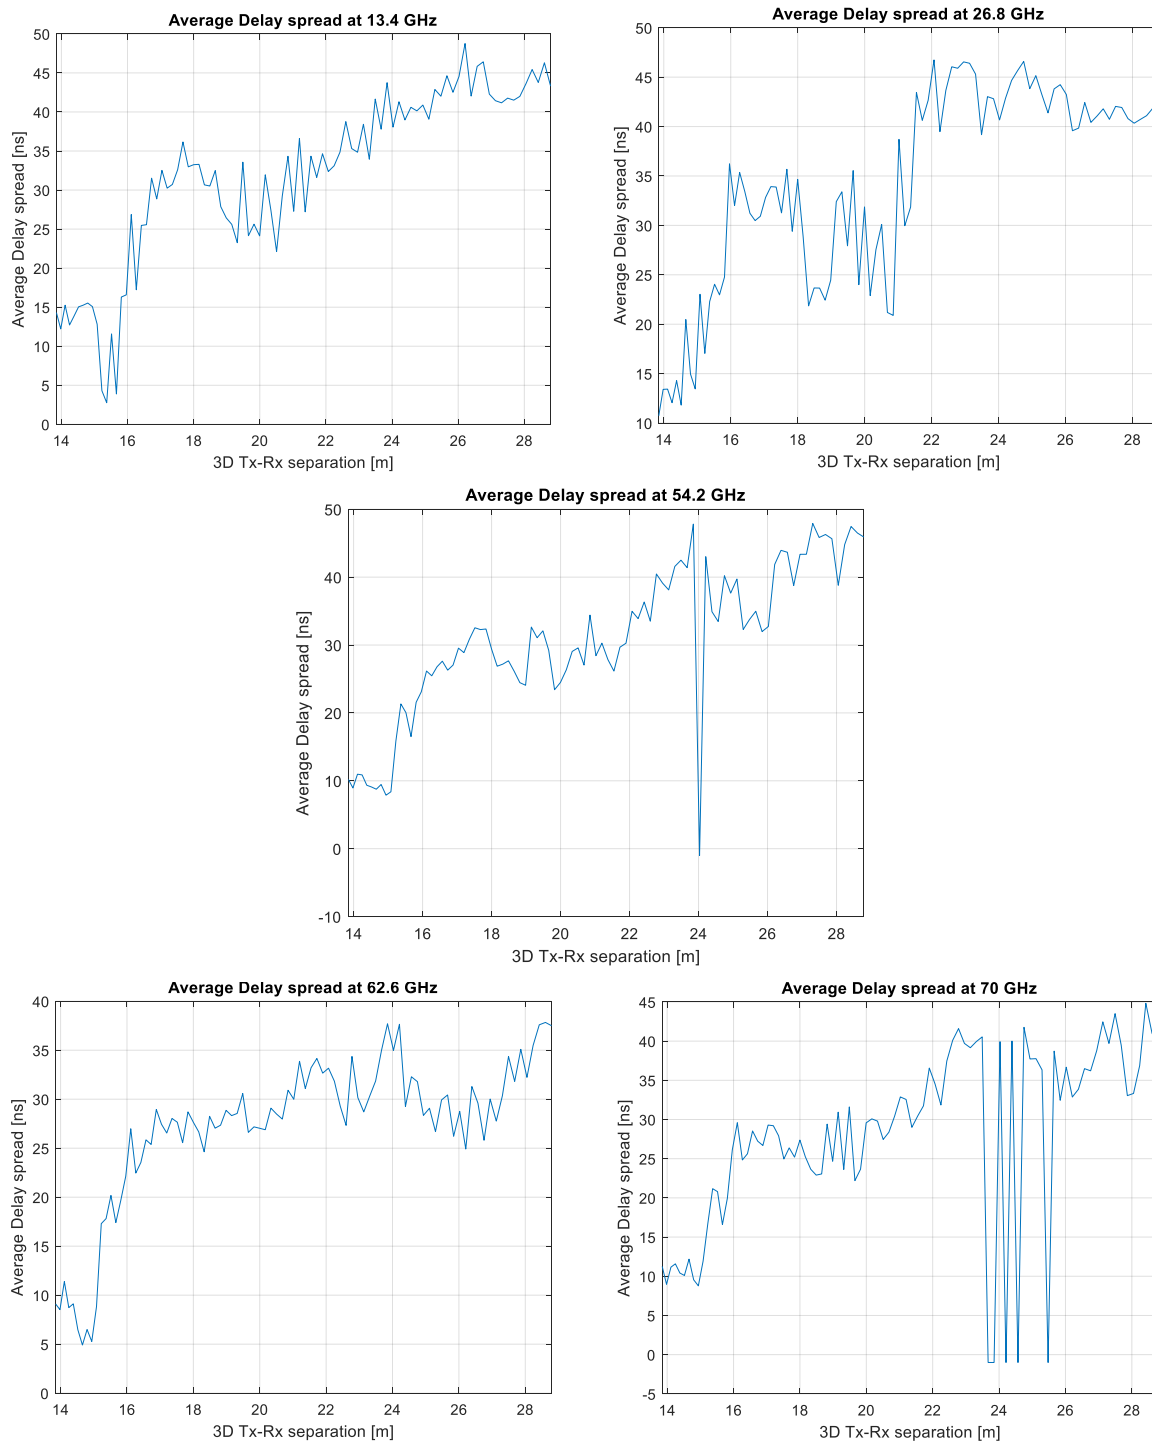 Average Delay spread at 13.4 GHz
50
45
40
35
30
25
20
15
10
5
0
Average Delay spread [ns]
14 16 18 20 22 24 26 28
3D Tx-Rx separation [m]
Average Delay spread at 26.8 GHz
50
45
40
35
30
25
20
15
10
Average Delay spread [ns]
14 16 18 20 22 24 26 28
3D Tx-Rx separation [m]
Average Delay spread at 54.2 GHz
50
40
30
20
10
0
-10
Average Delay spread [ns]
14 16 18 20 22 24 26 28
3D Tx-Rx separation [m]
Average Delay spread at 62.6 GHz
40
35
30
25
20
15
10
5
0
Average Delay spread [ns]
14 16 18 20 22 24 26 28
3D Tx-Rx separation [m]
Average Delay spread at 70 GHz
45
40
35
30
25
20
15
10
5
0
-5
Average Delay spread [ns]
14 16 18 20 22 24 26 28
3D Tx-Rx separation [m]